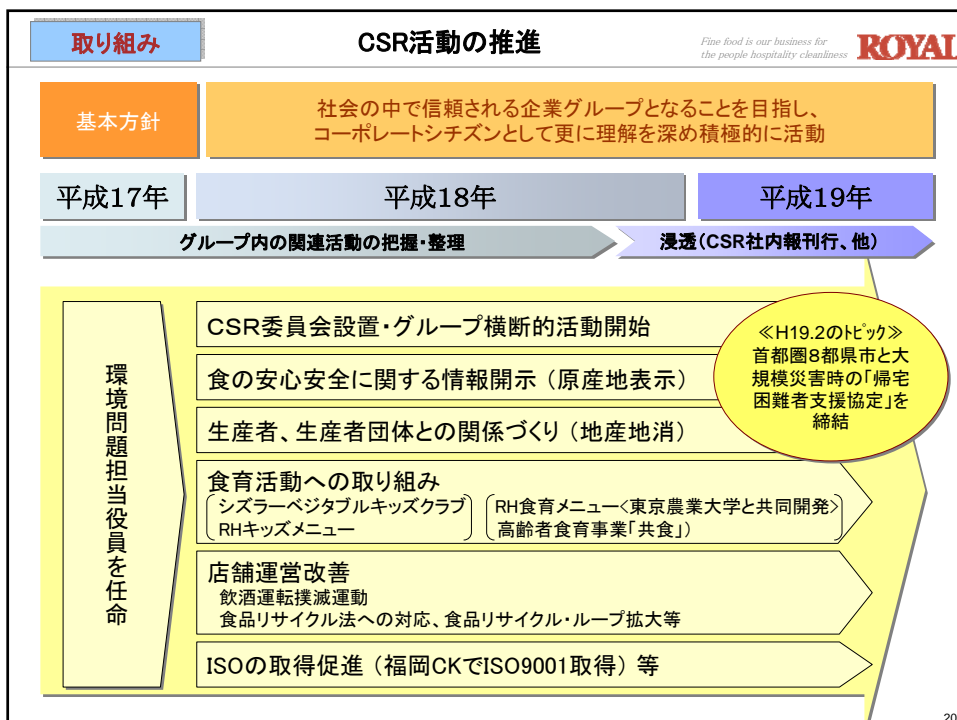 取り組み
CSR活動の推進
Fine food is our business for
the people hospitality cleanliness
ROYAL
基本方針
社会の中で信頼される企業グループとなることを目指し、
コーポレートシチズンとして更に理解を深め積極的に活動
平成17年
平成18年
平成19年
グループ内の関連活動の把握・整理
浸透(CSR社内報刊行、他)
環境問題担当役員を任命
CSR委員会設置・グループ横断的活動開始
食の安心安全に関する情報開示(原産地表示)
生産者、生産者団体との関係づくり(地産地消)
≪H19.2のﾄﾋﾟｯｸ≫
首都圏8都県市と大
規模災害時の「帰宅
困難者支援協定」を
締結
食育活動への取り組み
シズラーベジタブルキッズクラブ
RHキッズメニュー
RH食育メニュー<東京農業大学と共同開発>
高齢者食育事業「共食」)
店舗運営改善
飲酒運転撲滅運動
食品リサイクル法への対応、食品リサイクル・ループ拡大等
ISOの取得促進(福岡CKでISO9001取得)等
20